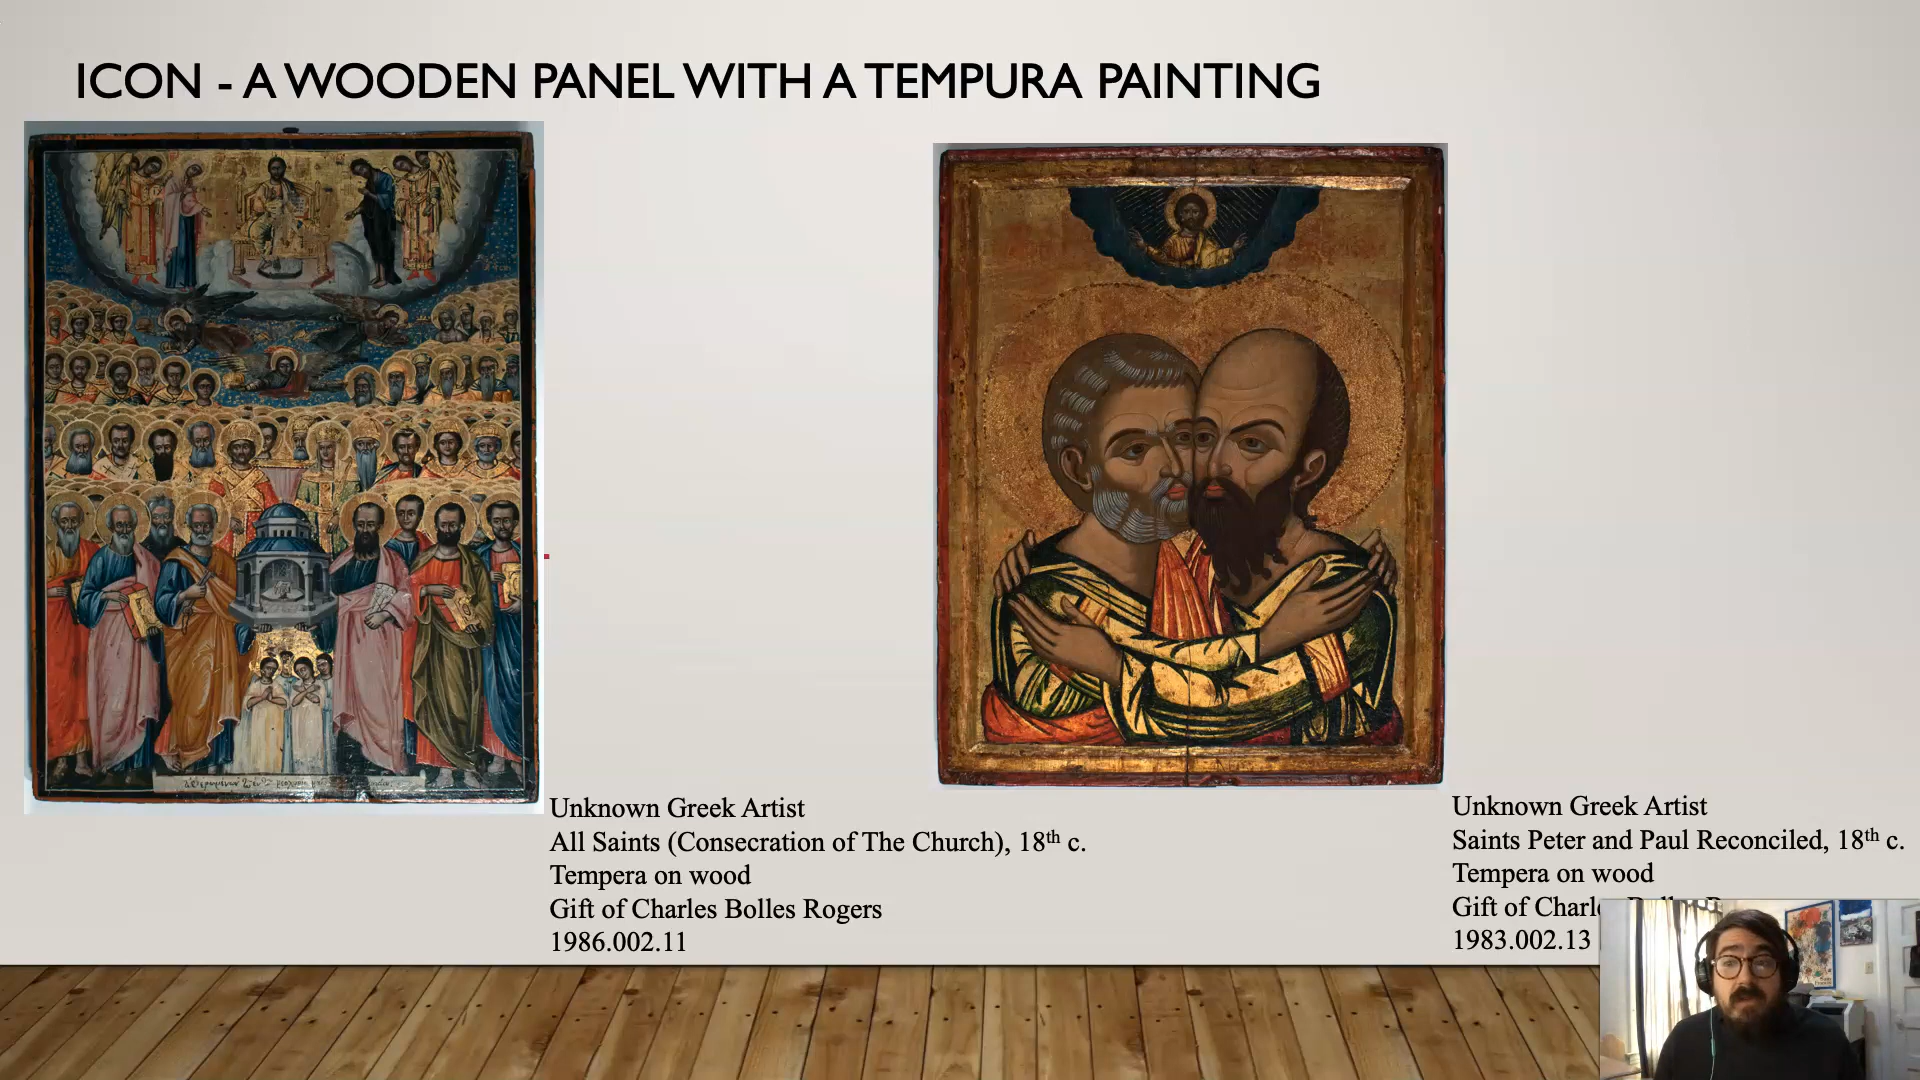 ICON - A WOODEN PANEL WITH A TEMPURA PAINTING
Unknown Greek Artist
All Saints (Consecration of The Church), 18th c.
Tempera on wood
Gift of Charles Bolles Rogers
1986.002.11
Unknown Greek Artist
Saints Peter and Paul Reconciled, 18th c.
Tempera on wood
Gift of
1983.002.13